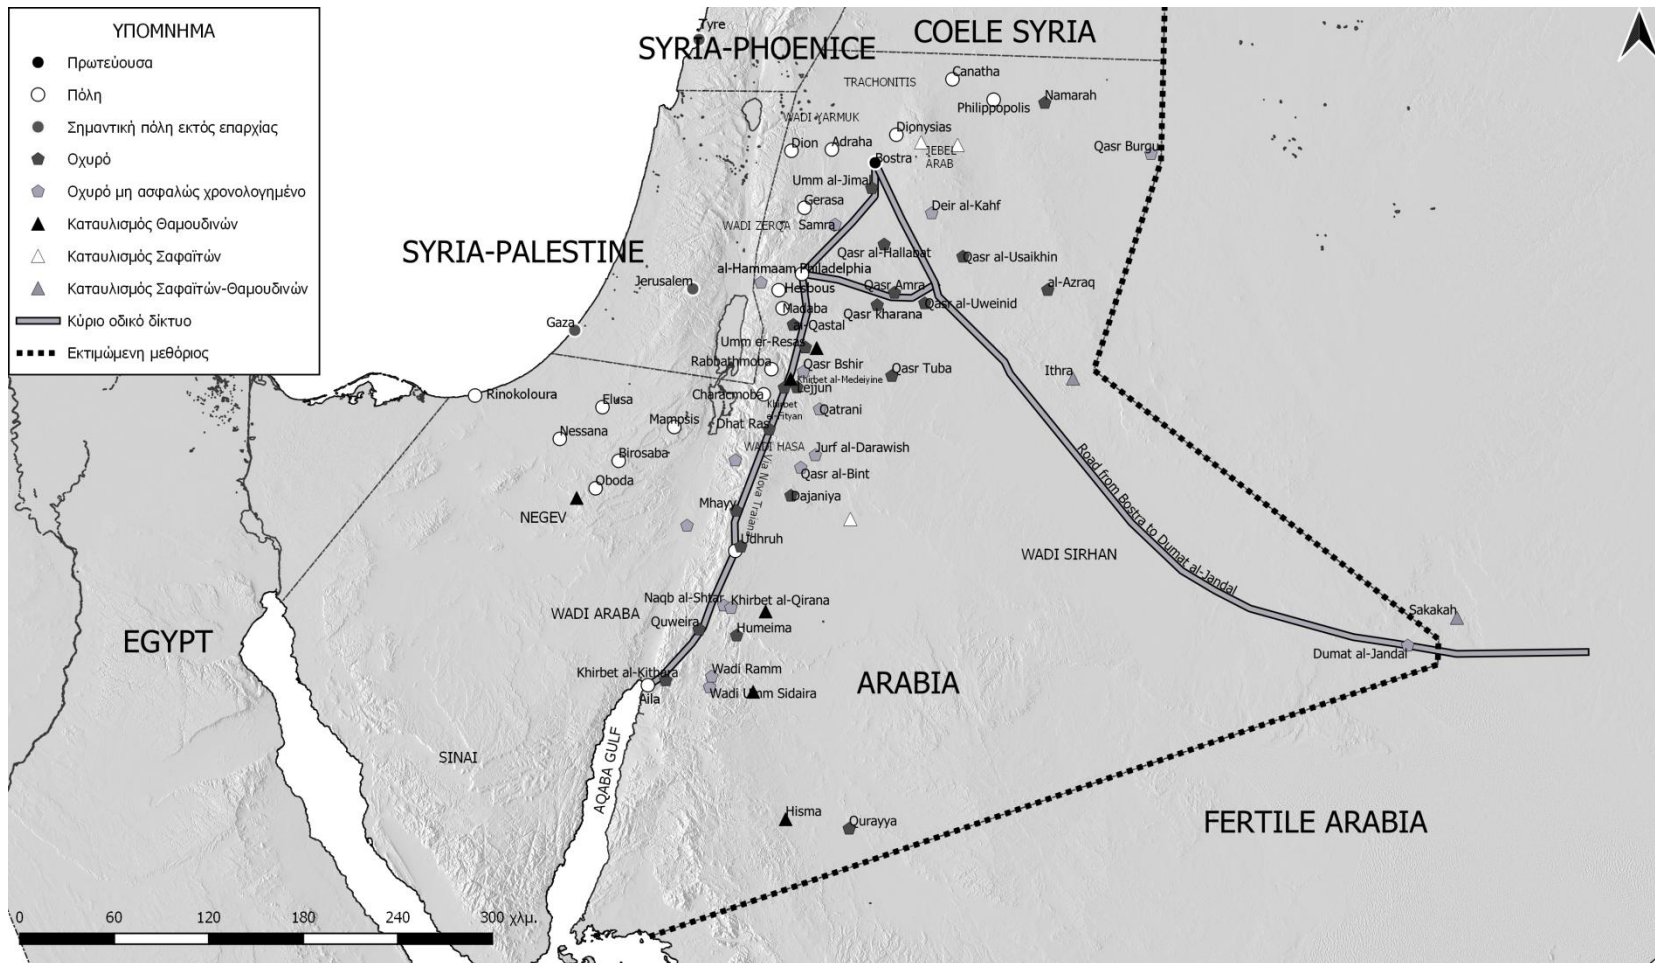 ΥΠΟΜΝΗΜΑ
Πρωτεύουσα
Πόλη
Σημαντική πόλη εκτός επαρχίας
Οχυρό
Οχυρό μη ασφαλώς χρονολογημένο
Καταυλισμός Θαμουδινών
Καταυλισμός Σαφαϊτών
Καταυλισμός Σαφαϊτών-Θαμουδινών
Κύριο οδικό δίκτυο
Εκτιμώμενη μεθόριος
Tyre
SYRIA-PHOENICE
COELE SYRIA
TRACHONITIS
Canatha
Philippopolis
Namarah
WADI YARMUK
Dion
Adraha
Dionysias
Bostra
JEBEL
ARAB
Qasr Burqu
Umm al-Jimal
Gerasa
Deir al-Kahf
WADI ZERQA
Samra
SYRIA-PALESTINE
Qasr al-Hallabat
Qasr al-Usaikhin
al-Hammaam
Philadelphia
Jerusalem
Hesbous
Qasr Amra
al-Azraq
Madaba
Qasr kharana
Qasr al-Uweinid
Gaza
al-Qastal
Umm er-Resas
Rabbathmoba
Qasr Bshir
Qasr Tuba
Ithra
Khirbet al-Medeiyine
Lejjun
Rinokoloura
Characmoba
Khirbet
el-Fityan
Elusa
Qatrani
Mampsis
Dhat Ras
Nessana
WADI HASA
Jurf al-Darawish
Birosaba
Qasr al-Bint
Oboda
Dajaniya
NEGEV
Mhayy
Via Nova Traiana
Udhruh
WADI SIRHAN
Road from Bostra to Dumat al-Jandal
Naqb al-Shtar
Khirbet al-Qirana
WADI ARABA
Quweira
Humeima
Sakakah
EGYPT
Dumat al-Jandal
Khirbet al-Kithara
Wadi Ramm
Aila
Wadi Umm Sidaira
ARABIA
SINAI
AQABA GULF
Hisma
Qurayya
FERTILE ARABIA
0 60 120 180 240 300 χλμ.